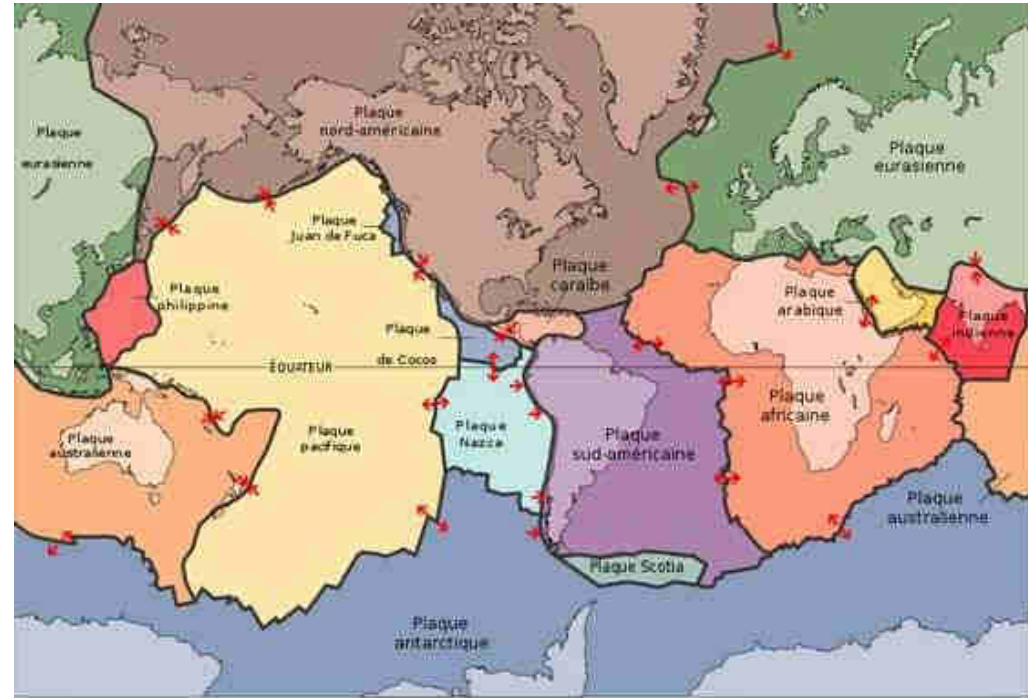 Plaque
eurasienne
Plaque
nord-américaine
Plaque
eurasienne
Plaque
Juan de Fuca
Plaque
caraïbe
Plaque
philippine
Plaque
arabique
Plaque
indienne
Plaque
de Cocos
ÉQUATEUR
Plaque
australienne
Plaque
pacifique
Plaque
Nazca
Plaque
sud-américaine
Plaque
africaine
Plaque
australienne
Plaque Scotia
Plaque
antarctique